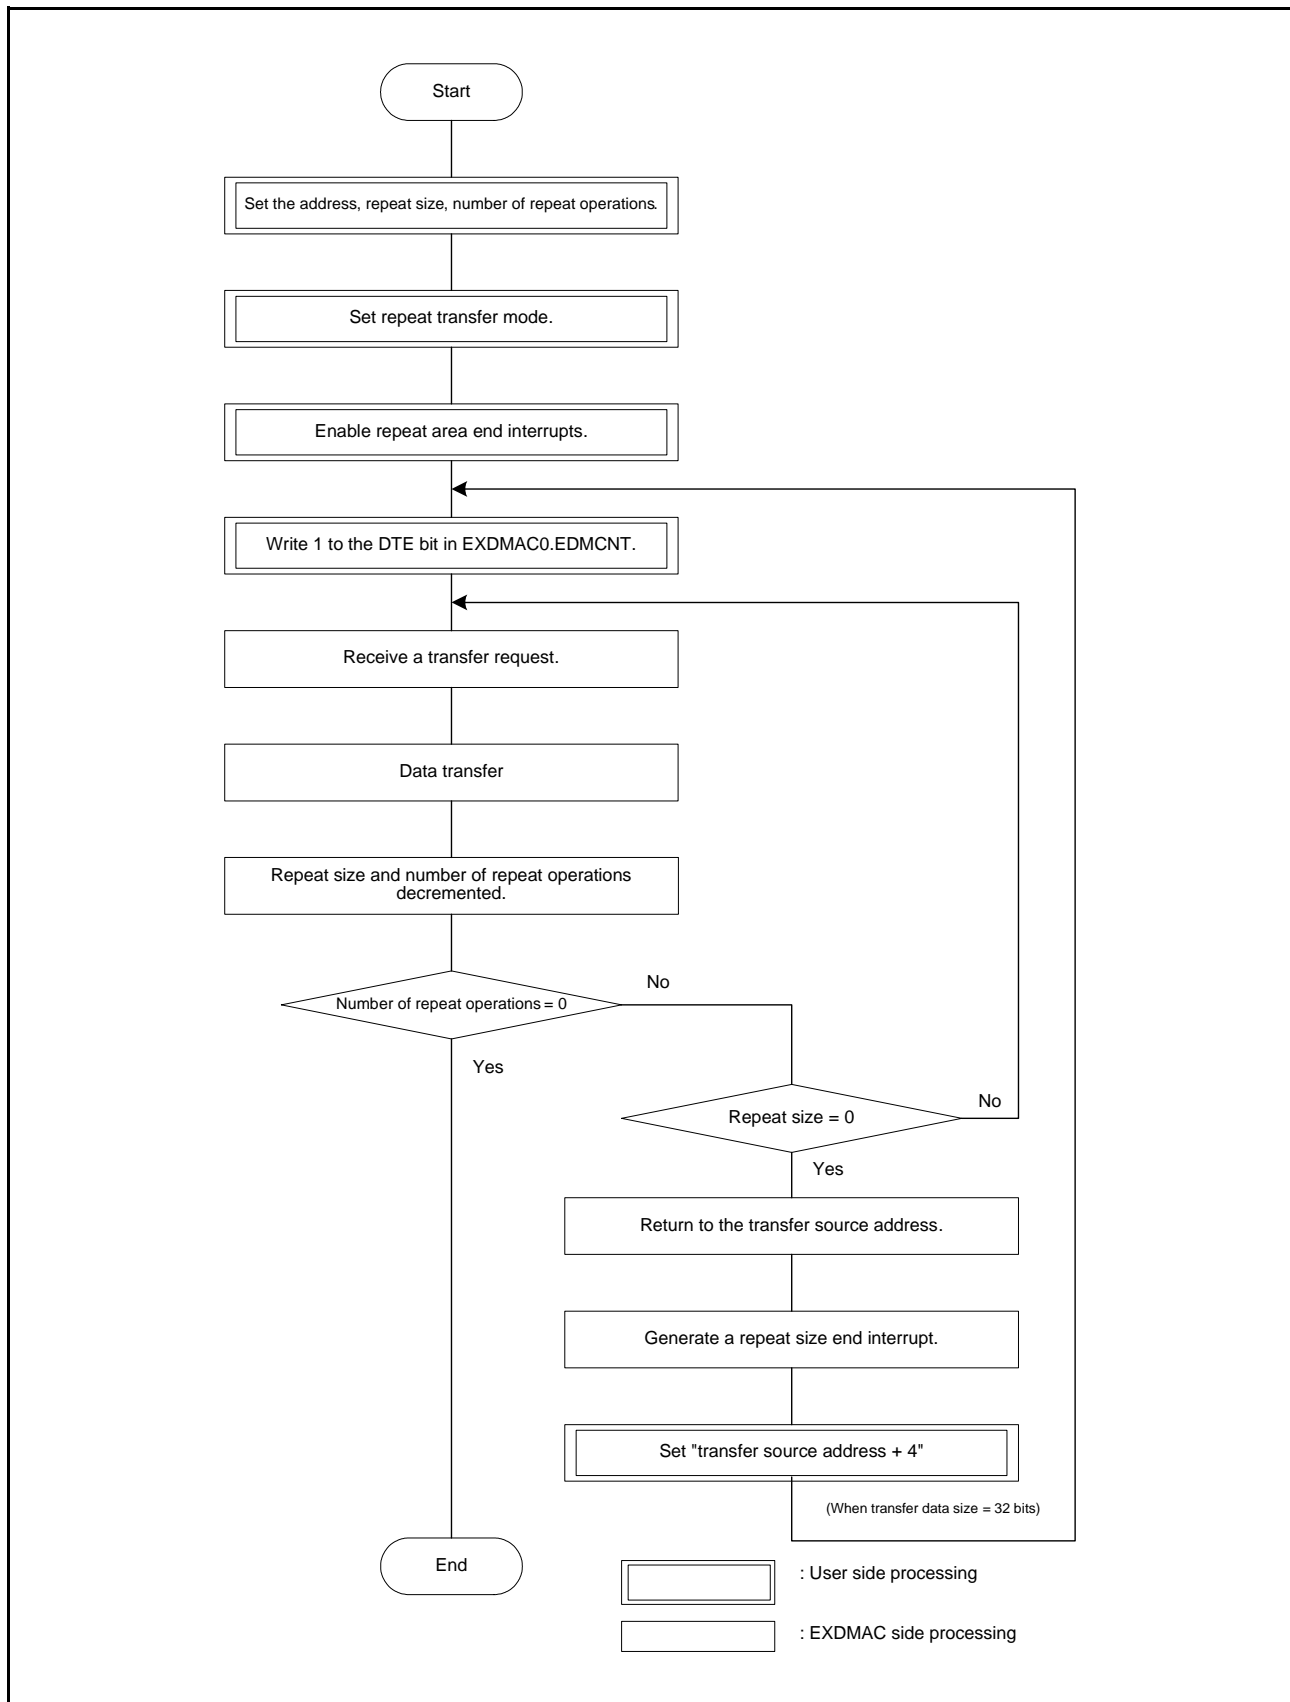 Start
Set the address, repeat size, number of repeat operations.
Set repeat transfer mode.
Enable repeat area end interrupts.
Write 1 to the DTE bit in EXDMAC0.EDMCNT.
Receive a transfer request.
Data transfer
Repeat size and number of repeat operations
decremented.
No
Number of repeat operations = 0
Yes
No
Repeat size = 0
Yes
Return to the transfer source address.
Generate a repeat size end interrupt.
Set "transfer source address + 4"
(When transfer data size = 32 bits)
End
: User side processing
: EXDMAC side processing